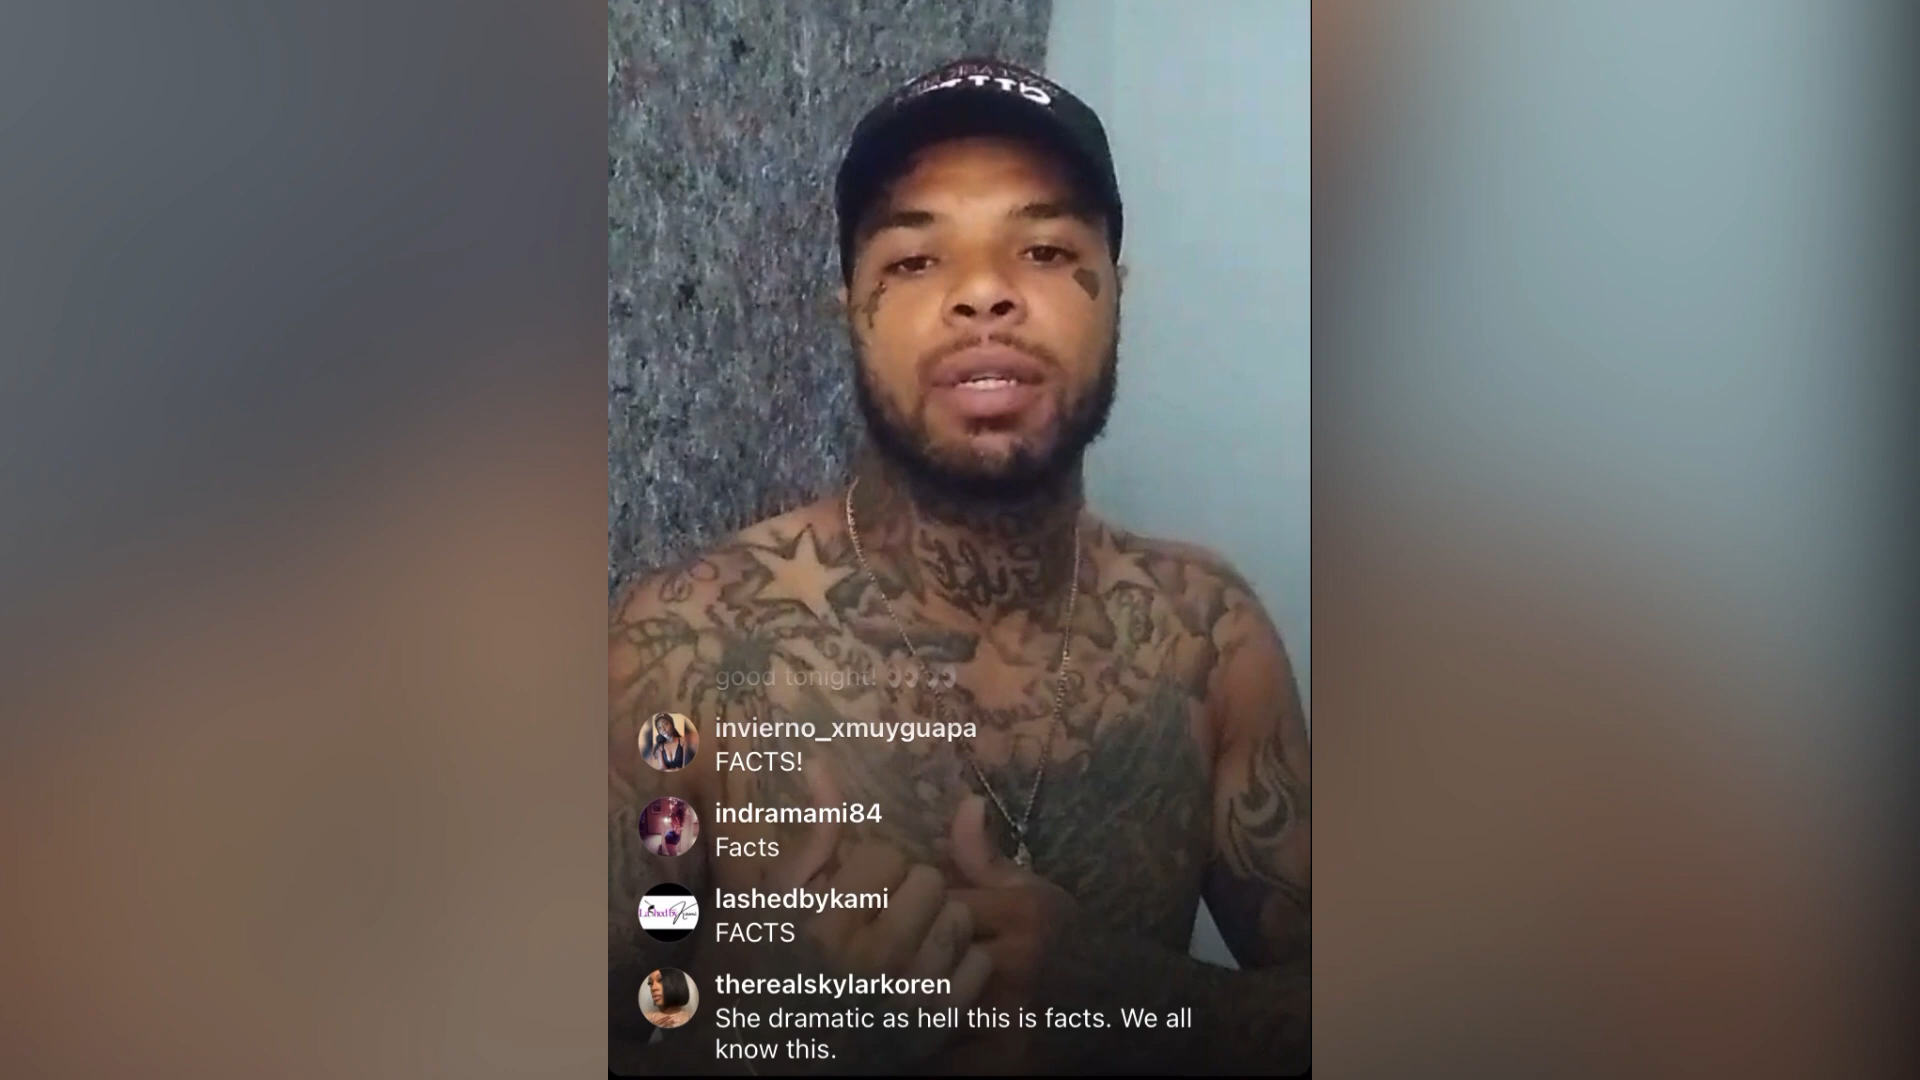 good tonight! 👀👀
invierno_xmuyguapa
FACTS!
indramami84
Facts
lashedbykami
FACTS
therealskylarkoren
She dramatic as hell this is facts. We all
know this.